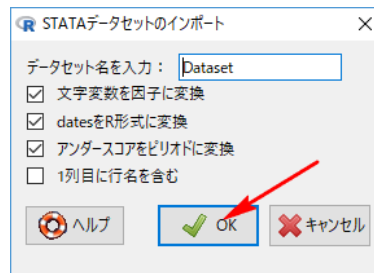 STATAデータセットのインポート
データセット名を入力： Dataset
文字変数を因子に変換
datesをR形式に変換
アンダースコアをピリオドに変換
1列目に行名を含む
ヘルプ OK キャンセル